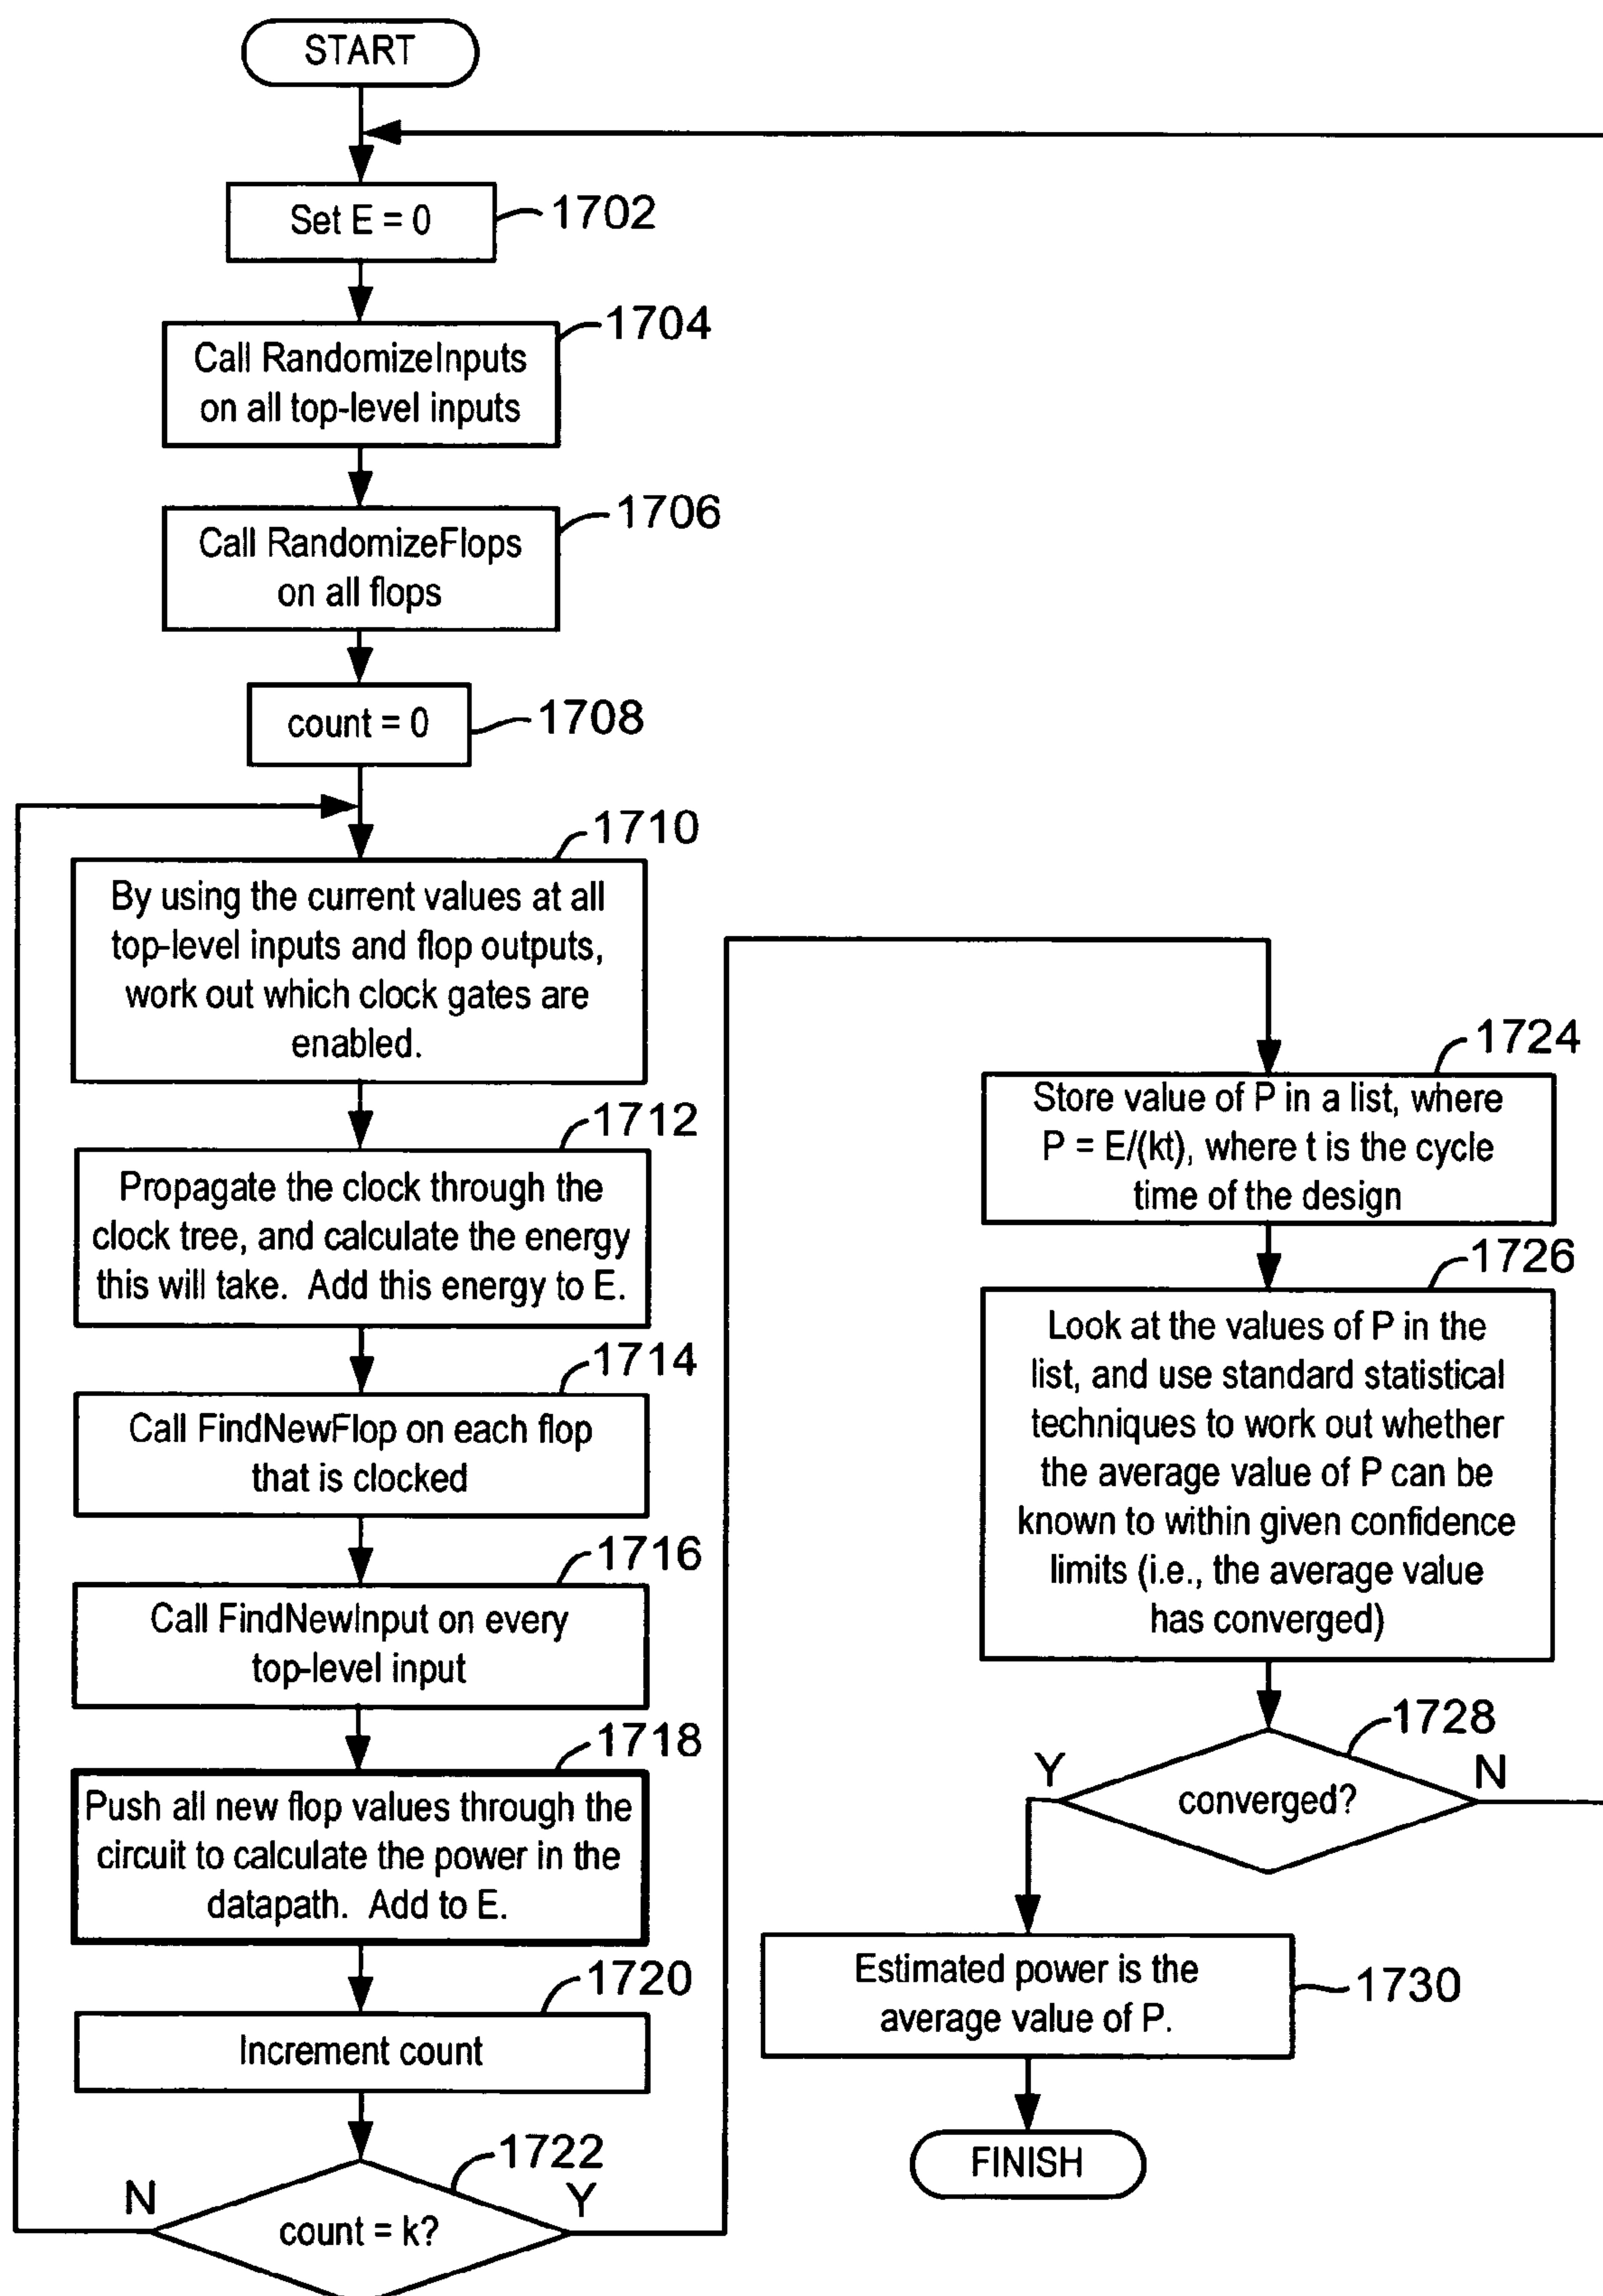 START
Set E = 0
1702
1704
Call RandomizeInputs
on all top-level inputs
1706
Call RandomizeFlops
on all flops
count = 0
1708
1710
By using the current values at all
top-level inputs and flop outputs,
work out which clock gates are
enabled.
1712
Propagate the clock through the
clock tree, and calculate the energy
this will take. Add this energy to E.
1714
Call FindNewFlop on each flop
that is clocked
1716
Call FindNewInput on every
top-level input
1718
Push all new flop values through the
circuit to calculate the power in the
datapath. Add to E.
1720
Increment count
1722
N
Y
count = k?
1724
Store value of P in a list, where
P = E/(kt), where t is the cycle
time of the design
1726
Look at the values of P in the
list, and use standard statistical
techniques to work out whether
the average value of P can be
known to within given confidence
limits (i.e., the average value
has converged)
1728
Y
N
converged?
Estimated power is the
average value of P.
1730
FINISH